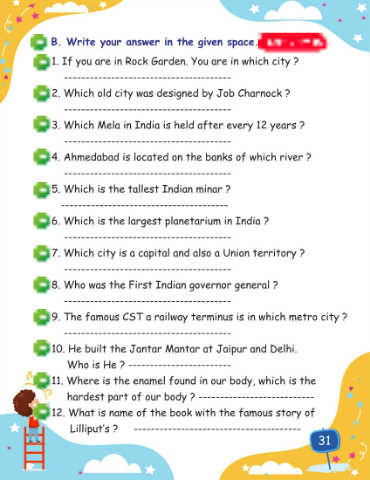 B. Write your answer in the given space.
1. If you are in Rock Garden. You are in which city ?
2. Which old city was designed by Job Charnock ?
3. Which Mela in India is held after every 12 years ?
4. Ahmedabad is located on the banks of which river ?
5. Which is the tallest Indian minar ?
6. Which is the largest planetarium in India ?
7. Which city is a capital and also a Union territory ?
8. Who was the First Indian governor general ?
9. The famous CST a railway terminus is in which metro city ?
10. He built the Jantar Mantar at Jaipur and Delhi.
Who is He ? --------------------------
11. Where is the enamel found in our body, which is the
hardest part of our body ? -----------------------------
12. What is name of the book with the famous story of
Lilliput's ? ------------------------------------------
31